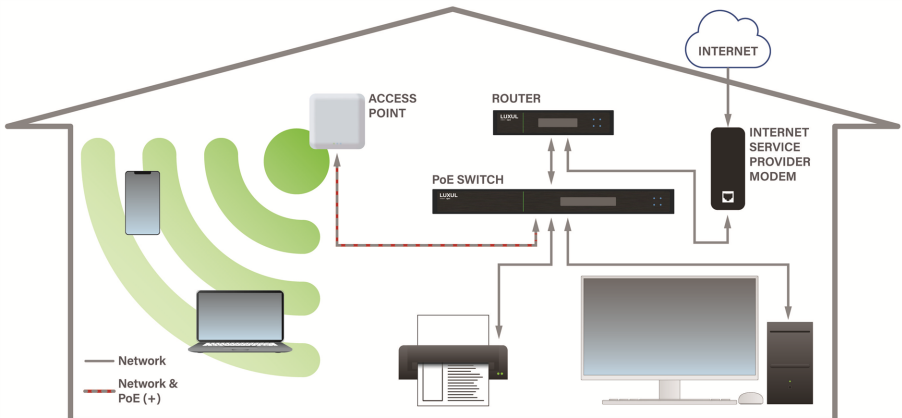 INTERNET
ACCESS
POINT
ROUTER
LUXUL
INTERNET
SERVICE
PROVIDER
MODEM
PoE SWITCH
LUXUL
Network
Network &
PoE (+)